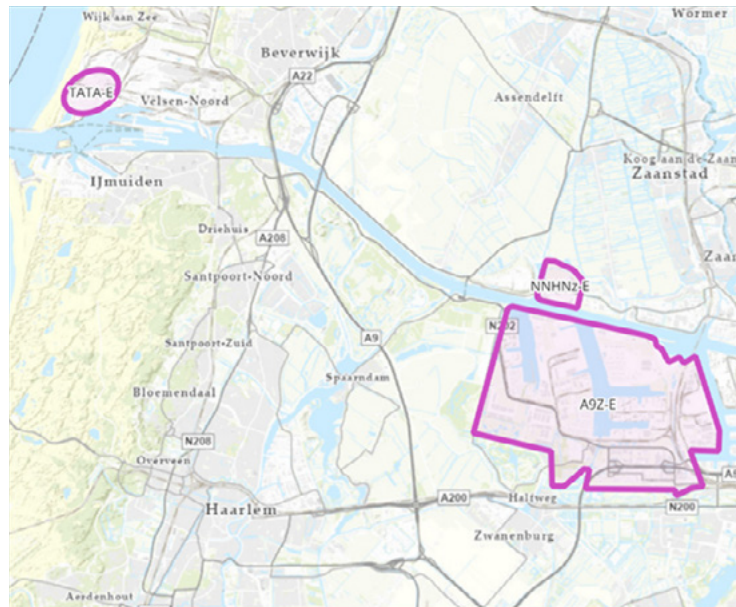 Wijk aan Zee
Wormer
Beverwijk
A22
TATA-E
Velsen-Noord
Assendelft
Koog aan de Zaan
Zaanstad
IJmuiden
Driehuis
A208
Zaan
Santpoort-Noord
NNHNz-E
N202
A9
Santpoort-Zuid
Spaarndam
Bloemendaal
A9Z-E
N208
Overveen
A200
Halfweg
N200
Haarlem
Zwanenburg
Aerdenhout